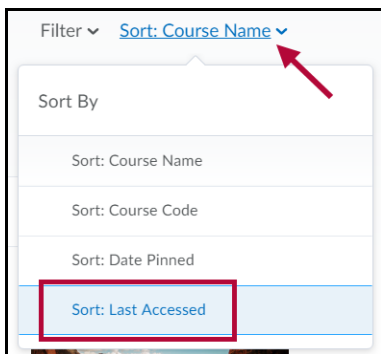 Filter Sort: Course Name
Sort By
Sort: Course Name
Sort: Course Code
Sort: Date Pinned
Sort: Last Accessed